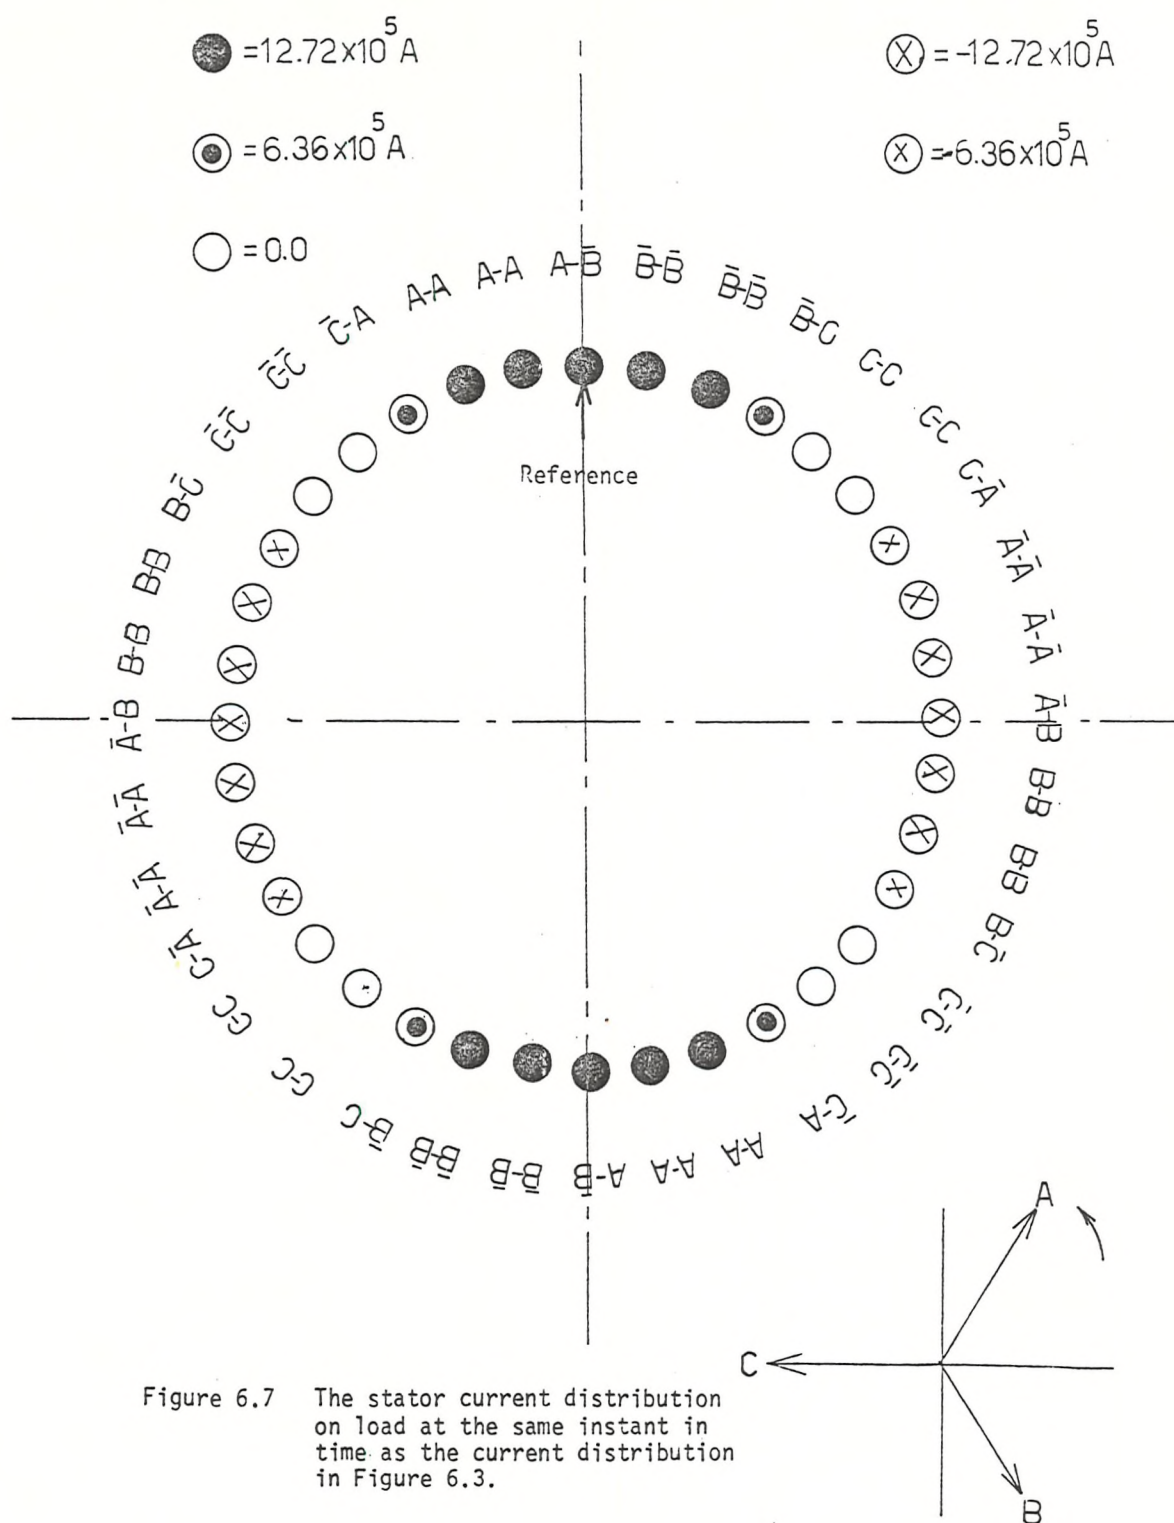 =12.72x10⁵A
=-12.72x10⁵A
=6.36x10⁵A.
=-6.36x10⁵A
=0.0
C̄-A
A-A
A-A
A-B̄
B̄-B̄
B̄-B̄
B̄-C
C-C
C-C
C-Ā
Ā-Ā
Ā-Ā
Ā-B
B-B
B-B
B-C̄
C̄-C̄
C̄-C̄
C̄-A
A-A
A-A
A-B̄
B̄-B̄
B̄-B̄
B̄-C
C-C
C-C
C-Ā
Ā-Ā
Ā-Ā
Ā-B
B-B
B-B
B-C̄
C̄-C̄
C̄-C̄
Reference
A
C
B
Figure 6.7 The stator current distribution
on load at the same instant in
time as the current distribution
in Figure 6.3.